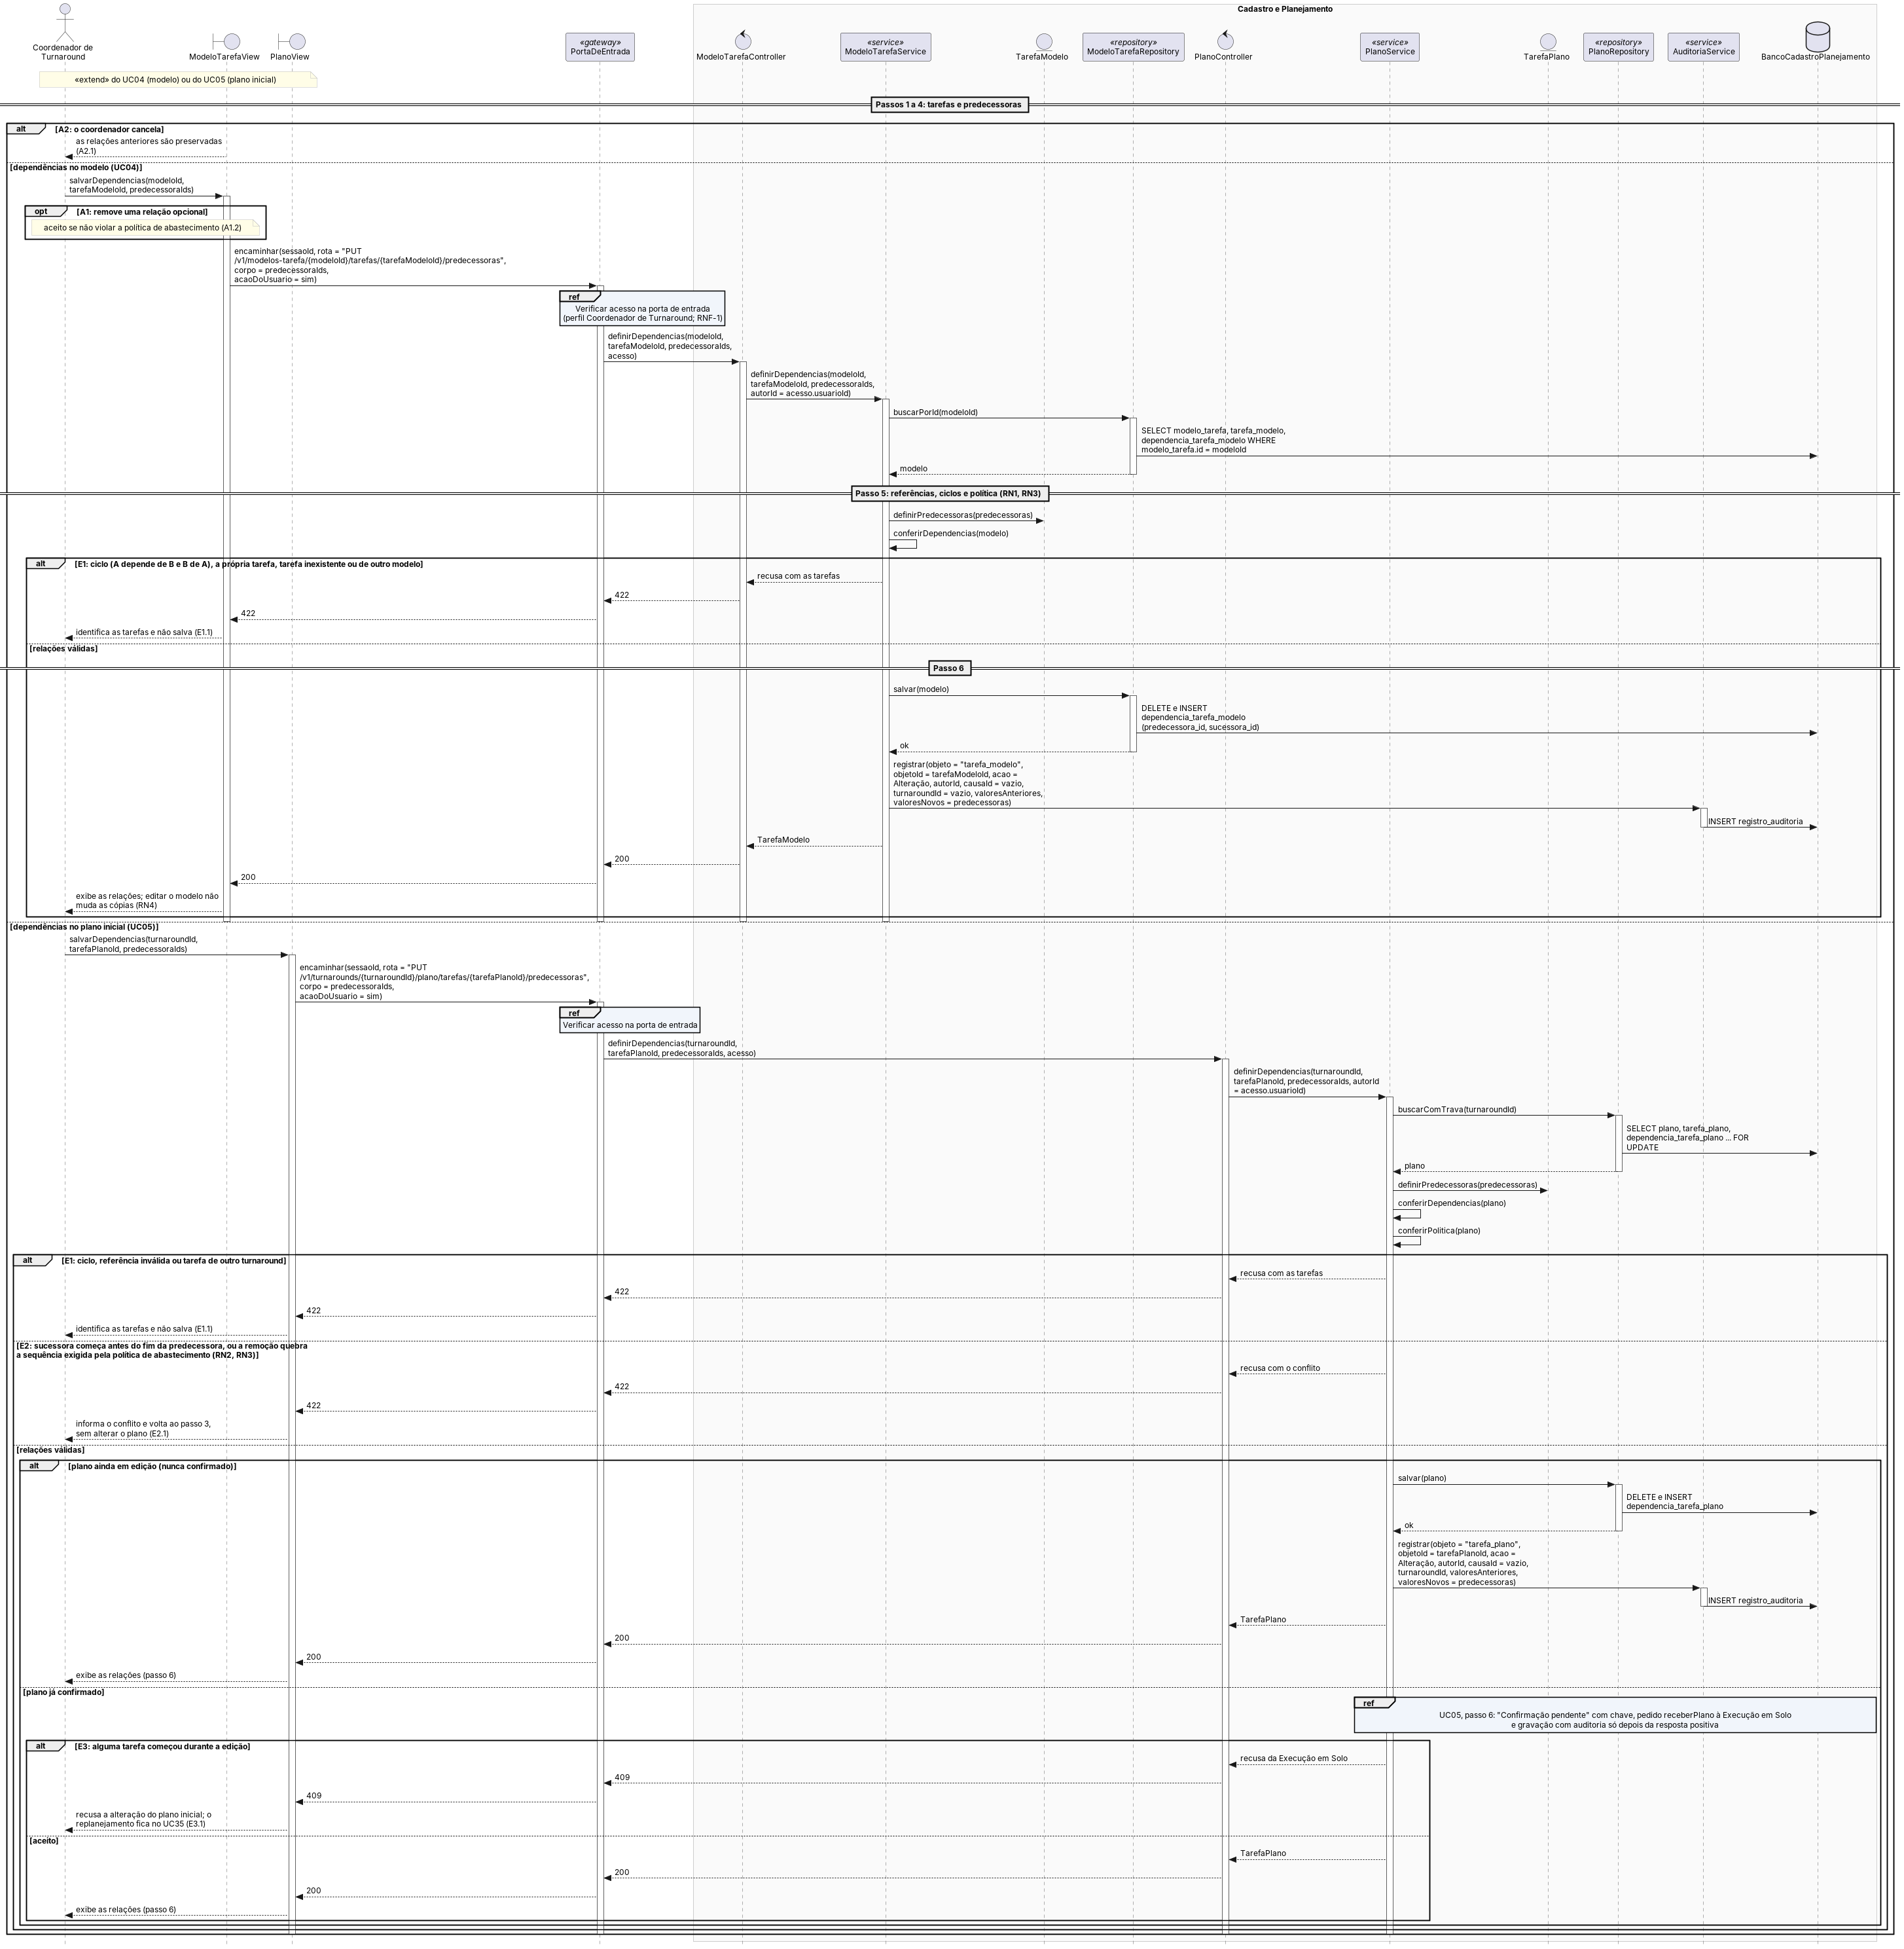 Cadastro e Planejamento
Coordenador de
Turnaround
ModeloTarefaView
PlanoView
«gateway»
PortaDeEntrada
ModeloTarefaController
«service»
ModeloTarefaService
TarefaModelo
«repository»
ModeloTarefaRepository
PlanoController
«service»
PlanoService
TarefaPlano
«repository»
PlanoRepository
«service»
AuditoriaService
BancoCadastroPlanejamento
«extend» do UC04 (modelo) ou do UC05 (plano inicial)
Passos 1 a 4: tarefas e predecessoras
alt [A2: o coordenador cancela]
as relações anteriores são preservadas
(A2.1)
[dependências no modelo (UC04)]
salvarDependencias(modeloId,
tarefaModeloId, predecessoraIds)
opt [A1: remove uma relação opcional]
aceito se não violar a política de abastecimento (A1.2)
encaminhar(sessaoId, rota = "PUT
/v1/modelos-tarefa/{modeloId}/tarefas/{tarefaModeloId}/predecessoras",
corpo = predecessoraIds,
acaoDoUsuario = sim)
ref
Verificar acesso na porta de entrada
(perfil Coordenador de Turnaround; RNF-1)
definirDependencias(modeloId,
tarefaModeloId, predecessoraIds,
acesso)
definirDependencias(modeloId,
tarefaModeloId, predecessoraIds,
autorId = acesso.usuarioId)
buscarPorId(modeloId)
SELECT modelo_tarefa, tarefa_modelo,
dependencia_tarefa_modelo WHERE
modelo_tarefa.id = modeloId
modelo
Passo 5: referências, ciclos e política (RN1, RN3)
definirPredecessoras(predecessoras)
conferirDependencias(modelo)
alt [E1: ciclo (A depende de B e B de A), a própria tarefa, tarefa inexistente ou de outro modelo]
recusa com as tarefas
422
422
identifica as tarefas e não salva (E1.1)
[relações válidas]
Passo 6
salvar(modelo)
DELETE e INSERT
dependencia_tarefa_modelo
(predecessora_id, sucessora_id)
ok
registrar(objeto = "tarefa_modelo",
objetoId = tarefaModeloId, acao =
Alteração, autorId, causaId = vazio,
turnaroundId = vazio, valoresAnteriores,
valoresNovos = predecessoras)
INSERT registro_auditoria
TarefaModelo
200
200
exibe as relações; editar o modelo não
muda as cópias (RN4)
[dependências no plano inicial (UC05)]
salvarDependencias(turnaroundId,
tarefaPlanoId, predecessoraIds)
encaminhar(sessaoId, rota = "PUT
/v1/turnarounds/{turnaroundId}/plano/tarefas/{tarefaPlanoId}/predecessoras",
corpo = predecessoraIds,
acaoDoUsuario = sim)
ref
Verificar acesso na porta de entrada
definirDependencias(turnaroundId,
tarefaPlanoId, predecessoraIds, acesso)
definirDependencias(turnaroundId,
tarefaPlanoId, predecessoraIds, autorId
= acesso.usuarioId)
buscarComTrava(turnaroundId)
SELECT plano, tarefa_plano,
dependencia_tarefa_plano ... FOR
UPDATE
plano
definirPredecessoras(predecessoras)
conferirDependencias(plano)
conferirPolitica(plano)
alt [E1: ciclo, referência inválida ou tarefa de outro turnaround]
recusa com as tarefas
422
422
identifica as tarefas e não salva (E1.1)
[E2: sucessora começa antes do fim da predecessora, ou a remoção quebra
a sequência exigida pela política de abastecimento (RN2, RN3)]
recusa com o conflito
422
422
informa o conflito e volta ao passo 3,
sem alterar o plano (E2.1)
[relações válidas]
alt [plano ainda em edição (nunca confirmado)]
salvar(plano)
DELETE e INSERT
dependencia_tarefa_plano
ok
registrar(objeto = "tarefa_plano",
objetoId = tarefaPlanoId, acao =
Alteração, autorId, causaId = vazio,
turnaroundId, valoresAnteriores,
valoresNovos = predecessoras)
INSERT registro_auditoria
TarefaPlano
200
200
exibe as relações (passo 6)
[plano já confirmado]
ref
UC05, passo 6: "Confirmação pendente" com chave, pedido receberPlano à Execução em Solo
e gravação com auditoria só depois da resposta positiva
alt [E3: alguma tarefa começou durante a edição]
recusa da Execução em Solo
409
409
recusa a alteração do plano inicial; o
replanejamento fica no UC35 (E3.1)
[aceito]
TarefaPlano
200
200
exibe as relações (passo 6)